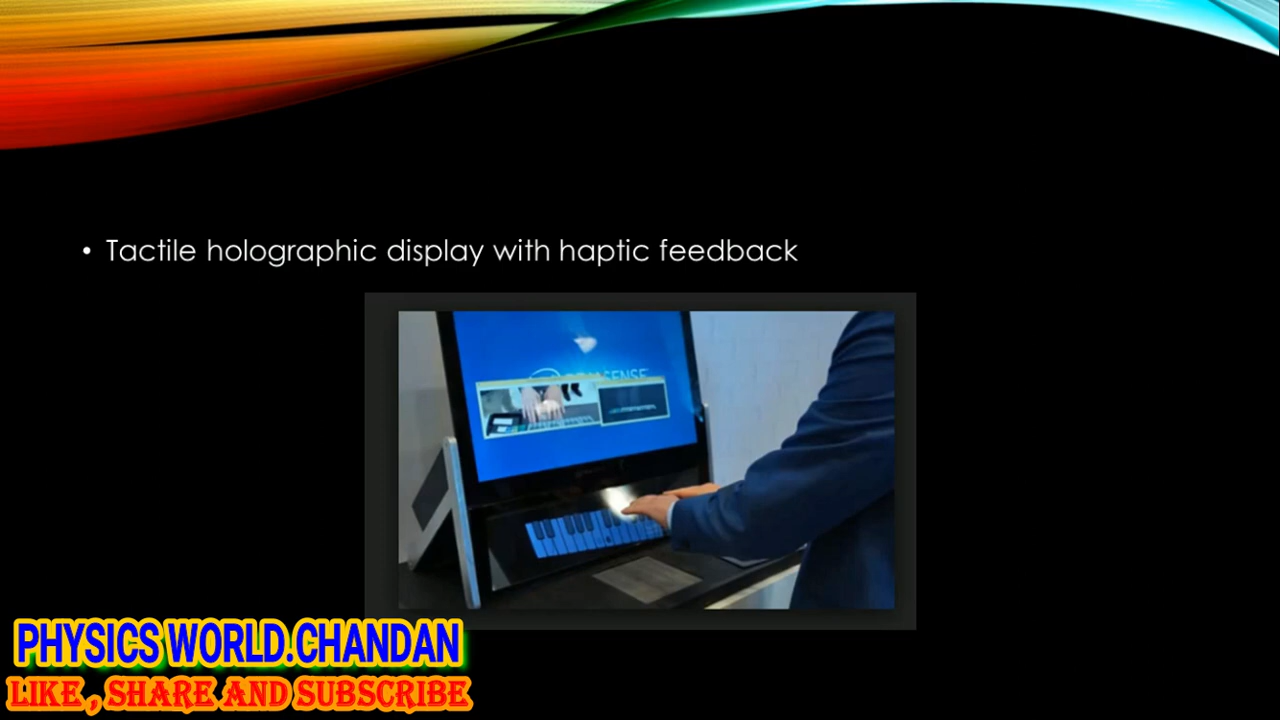 • Tactile holographic display with haptic feedback
PHYSICS WORLD.CHANDAN
LIKE , SHARE AND SUBSCRIBE